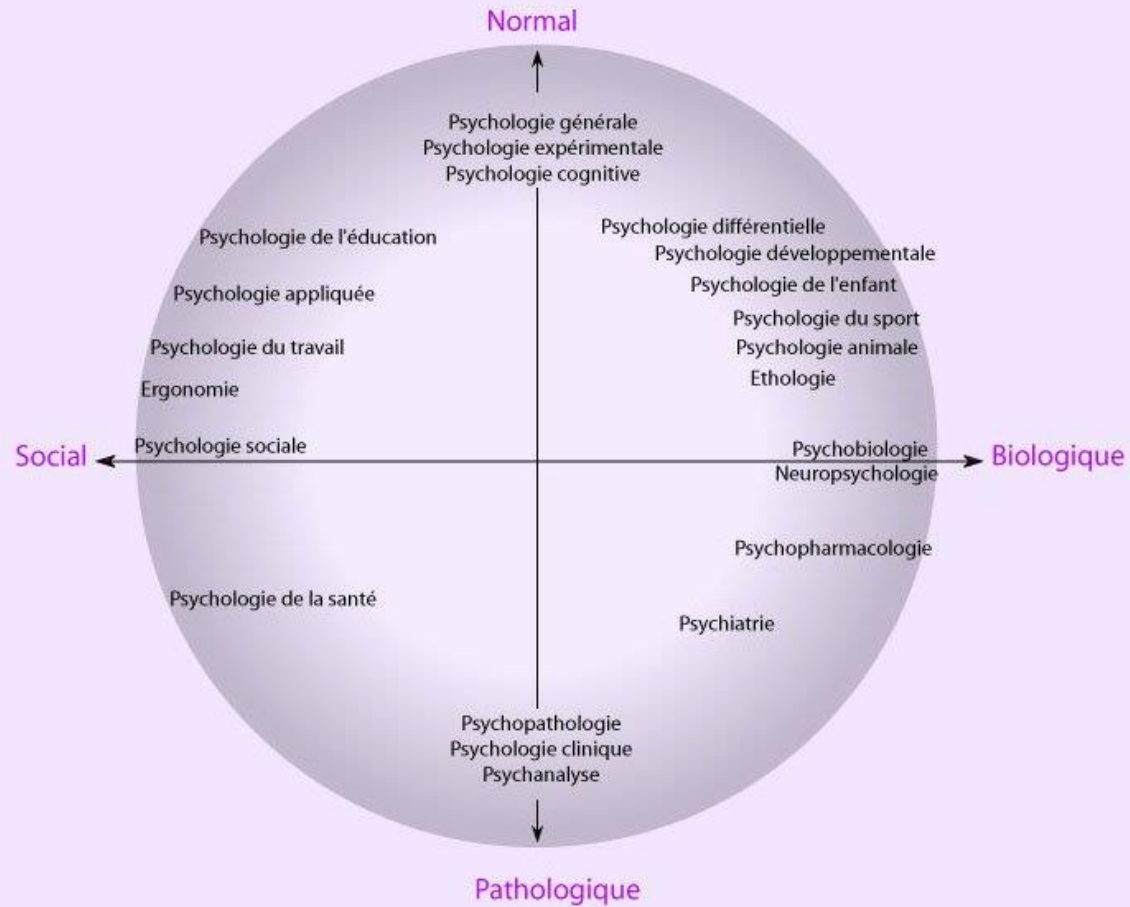 Normal
Psychologie générale
Psychologie expérimentale
Psychologie cognitive
Psychologie différentielle
Psychologie de l'éducation
Psychologie développementale
Psychologie de l'enfant
Psychologie appliquée
Psychologie du sport
Psychologie du travail
Psychologie animale
Ethologie
Ergonomie
Psychologie sociale
Psychobiologie
Social
Biologique
Neuropsychologie
Psychopharmacologie
Psychologie de la santé
Psychiatrie
Psychopathologie
Psychologie clinique
Psychanalyse
Pathologique